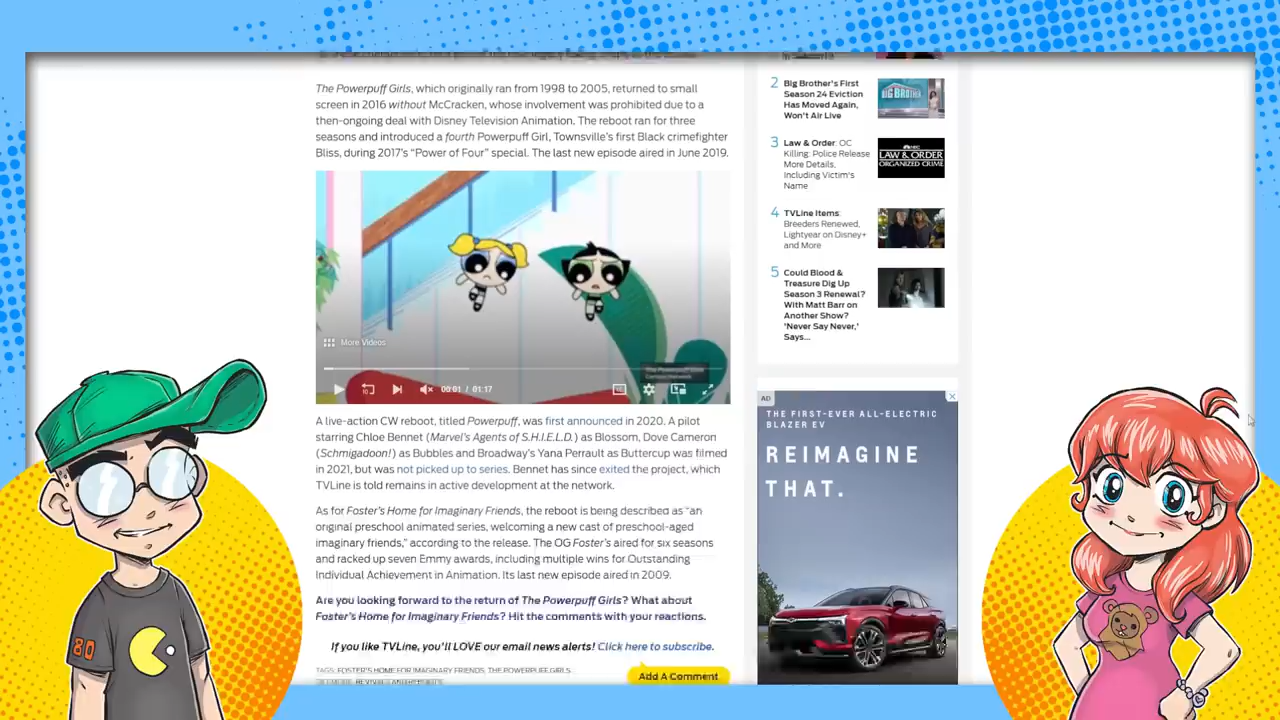 The Powerpuff Girls, which originally ran from 1998 to 2005, returned to small
screen in 2016 without McCracken, whose involvement was prohibited due to a
then-ongoing deal with Disney Television Animation. The reboot ran for three
seasons and introduced a fourth Powerpuff Girl, Townsville's first Black crimefighter
Bliss, during 2017's "Power of Four" special. The last new episode aired in June 2019.
More Videos
00:01 / 01:17
A live-action CW reboot, titled Powerpuff, was first announced in 2020. A pilot
starring Chloe Bennet (Marvel's Agents of S.H.I.E.L.D.) as Blossom, Dove Cameron
(Schmigadoon!) as Bubbles and Broadway's Yana Perrault as Buttercup was filmed
in 2021, but was not picked up to series. Bennet has since exited the project, which
TVLine is told remains in active development at the network.
As for Foster's Home for Imaginary Friends, the reboot is being described as "an
original preschool animated series, welcoming a new cast of preschool-aged
imaginary friends," according to the release. The OG Foster's aired for six seasons
and racked up seven Emmy awards, including multiple wins for Outstanding
Individual Achievement in Animation. Its last new episode aired in 2009.
Are you looking forward to the return of The Powerpuff Girls? What about
Foster's Home for Imaginary Friends? Hit the comments with your reactions.
If you like TVLine, you'll LOVE our email news alerts! Click here to subscribe.
TAGS: FOSTER'S HOME FOR IMAGINARY FRIENDS, THE POWERPUFF GIRLS
Add A Comment
2 Big Brother's First
Season 24 Eviction
Has Moved Again,
Won't Air Live
BIG BROTHER
3 Law & Order: OC
Killing: Police Release
More Details,
Including Victim's
Name
NBC
LAW & ORDER
ORGANIZED CRIME
4 TVLine Items:
Breeders Renewed,
Lightyear on Disney+
and More
5 Could Blood &
Treasure Dig Up
Season 3 Renewal?
With Matt Barr on
Another Show?
'Never Say Never,'
Says...
AD
THE FIRST-EVER ALL-ELECTRIC
BLAZER EV
REIMAGINE
THAT.
80